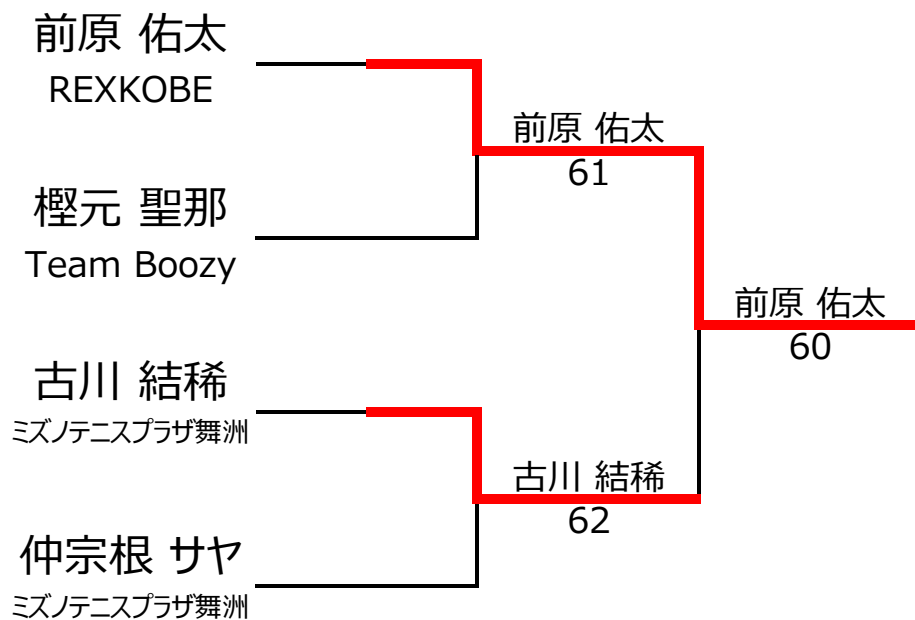 前原 佑太
REXKOBE
前原 佑太
61
樫元 聖那
Team Boozy
前原 佑太
60
古川 結稀
ミズノテニスプラザ舞洲
古川 結稀
62
仲宗根 サヤ
ミズノテニスプラザ舞洲